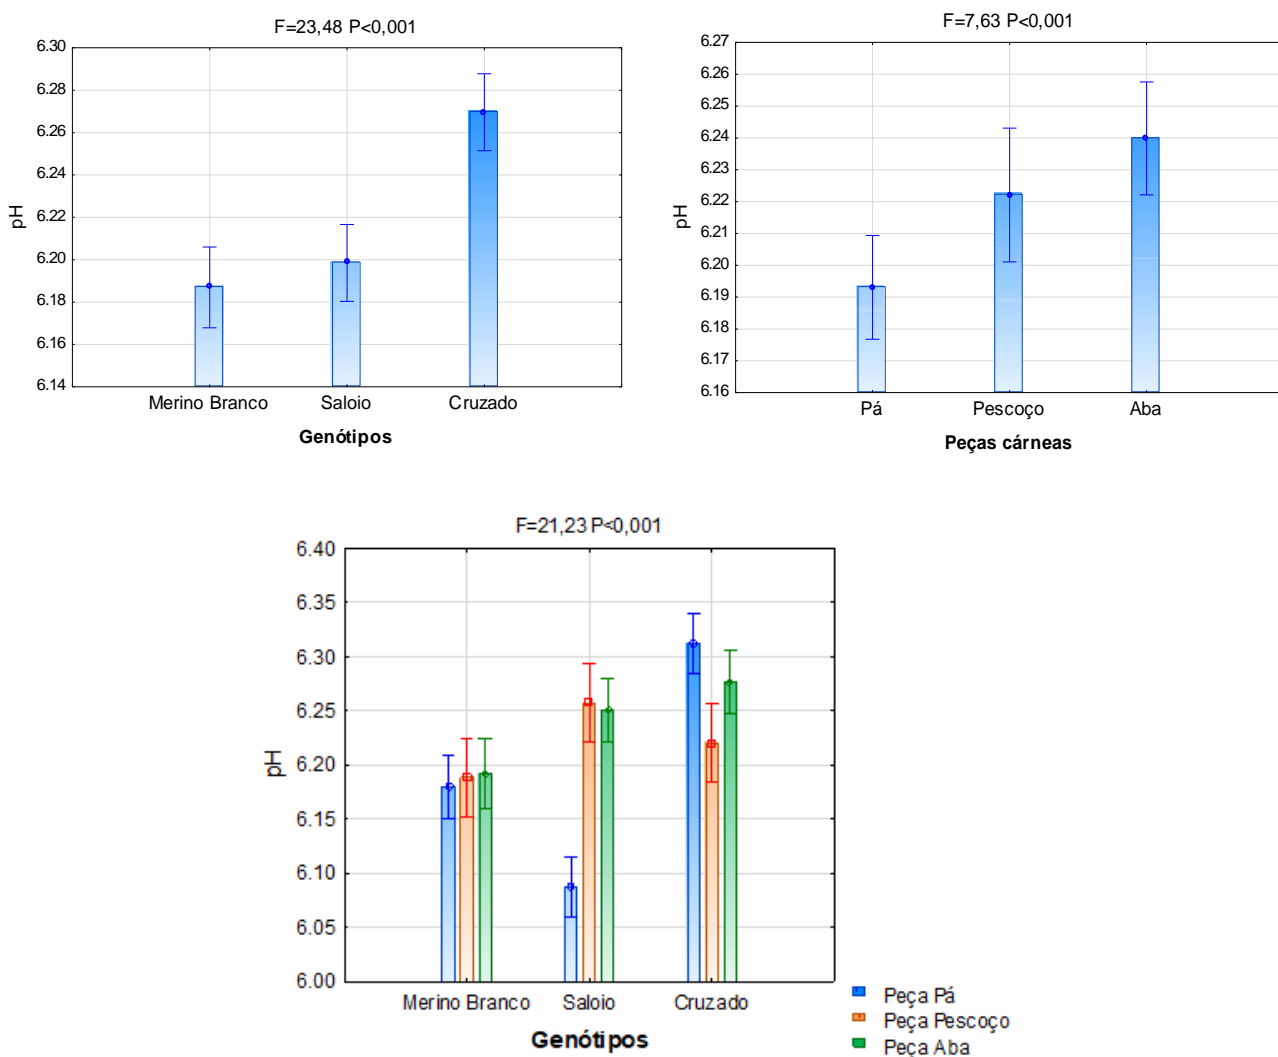 F=23,48 P<0,001
6.30
6.28
6.26
6.24
6.22
6.20
6.18
6.16
6.14
pH
Merino Branco Saloio Cruzado
Genótipos
F=7,63 P<0,001
6.27
6.26
6.25
6.24
6.23
6.22
6.21
6.20
6.19
6.18
6.17
6.16
pH
Pá Pescoço Aba
Peças cárneas
F=21,23 P<0,001
6.40
6.35
6.30
6.25
6.20
6.15
6.10
6.05
6.00
pH
Merino Branco Saloio Cruzado
Genótipos
Peça Pá
Peça Pescoço
Peça Aba